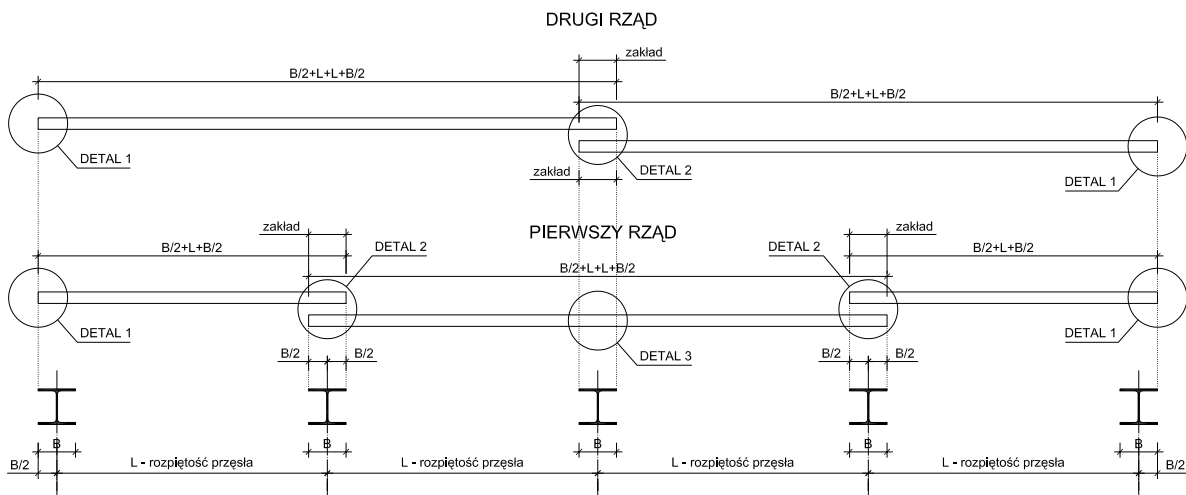 DRUGI RZĄD
zakład
B/2+L+L+B/2
B/2+L+L+B/2
DETAL 1
DETAL 2
zakład
DETAL 1
PIERWSZY RZĄD
zakład
zakład
B/2+L+B/2
DETAL 2
DETAL 2
B/2+L+B/2
B/2+L+L+B/2
DETAL 1
DETAL 3
DETAL 1
B/2 B/2
B/2 B/2
B B B B B
B/2 L - rozpiętość przęsła L - rozpiętość przęsła L - rozpiętość przęsła L - rozpiętość przęsła B/2